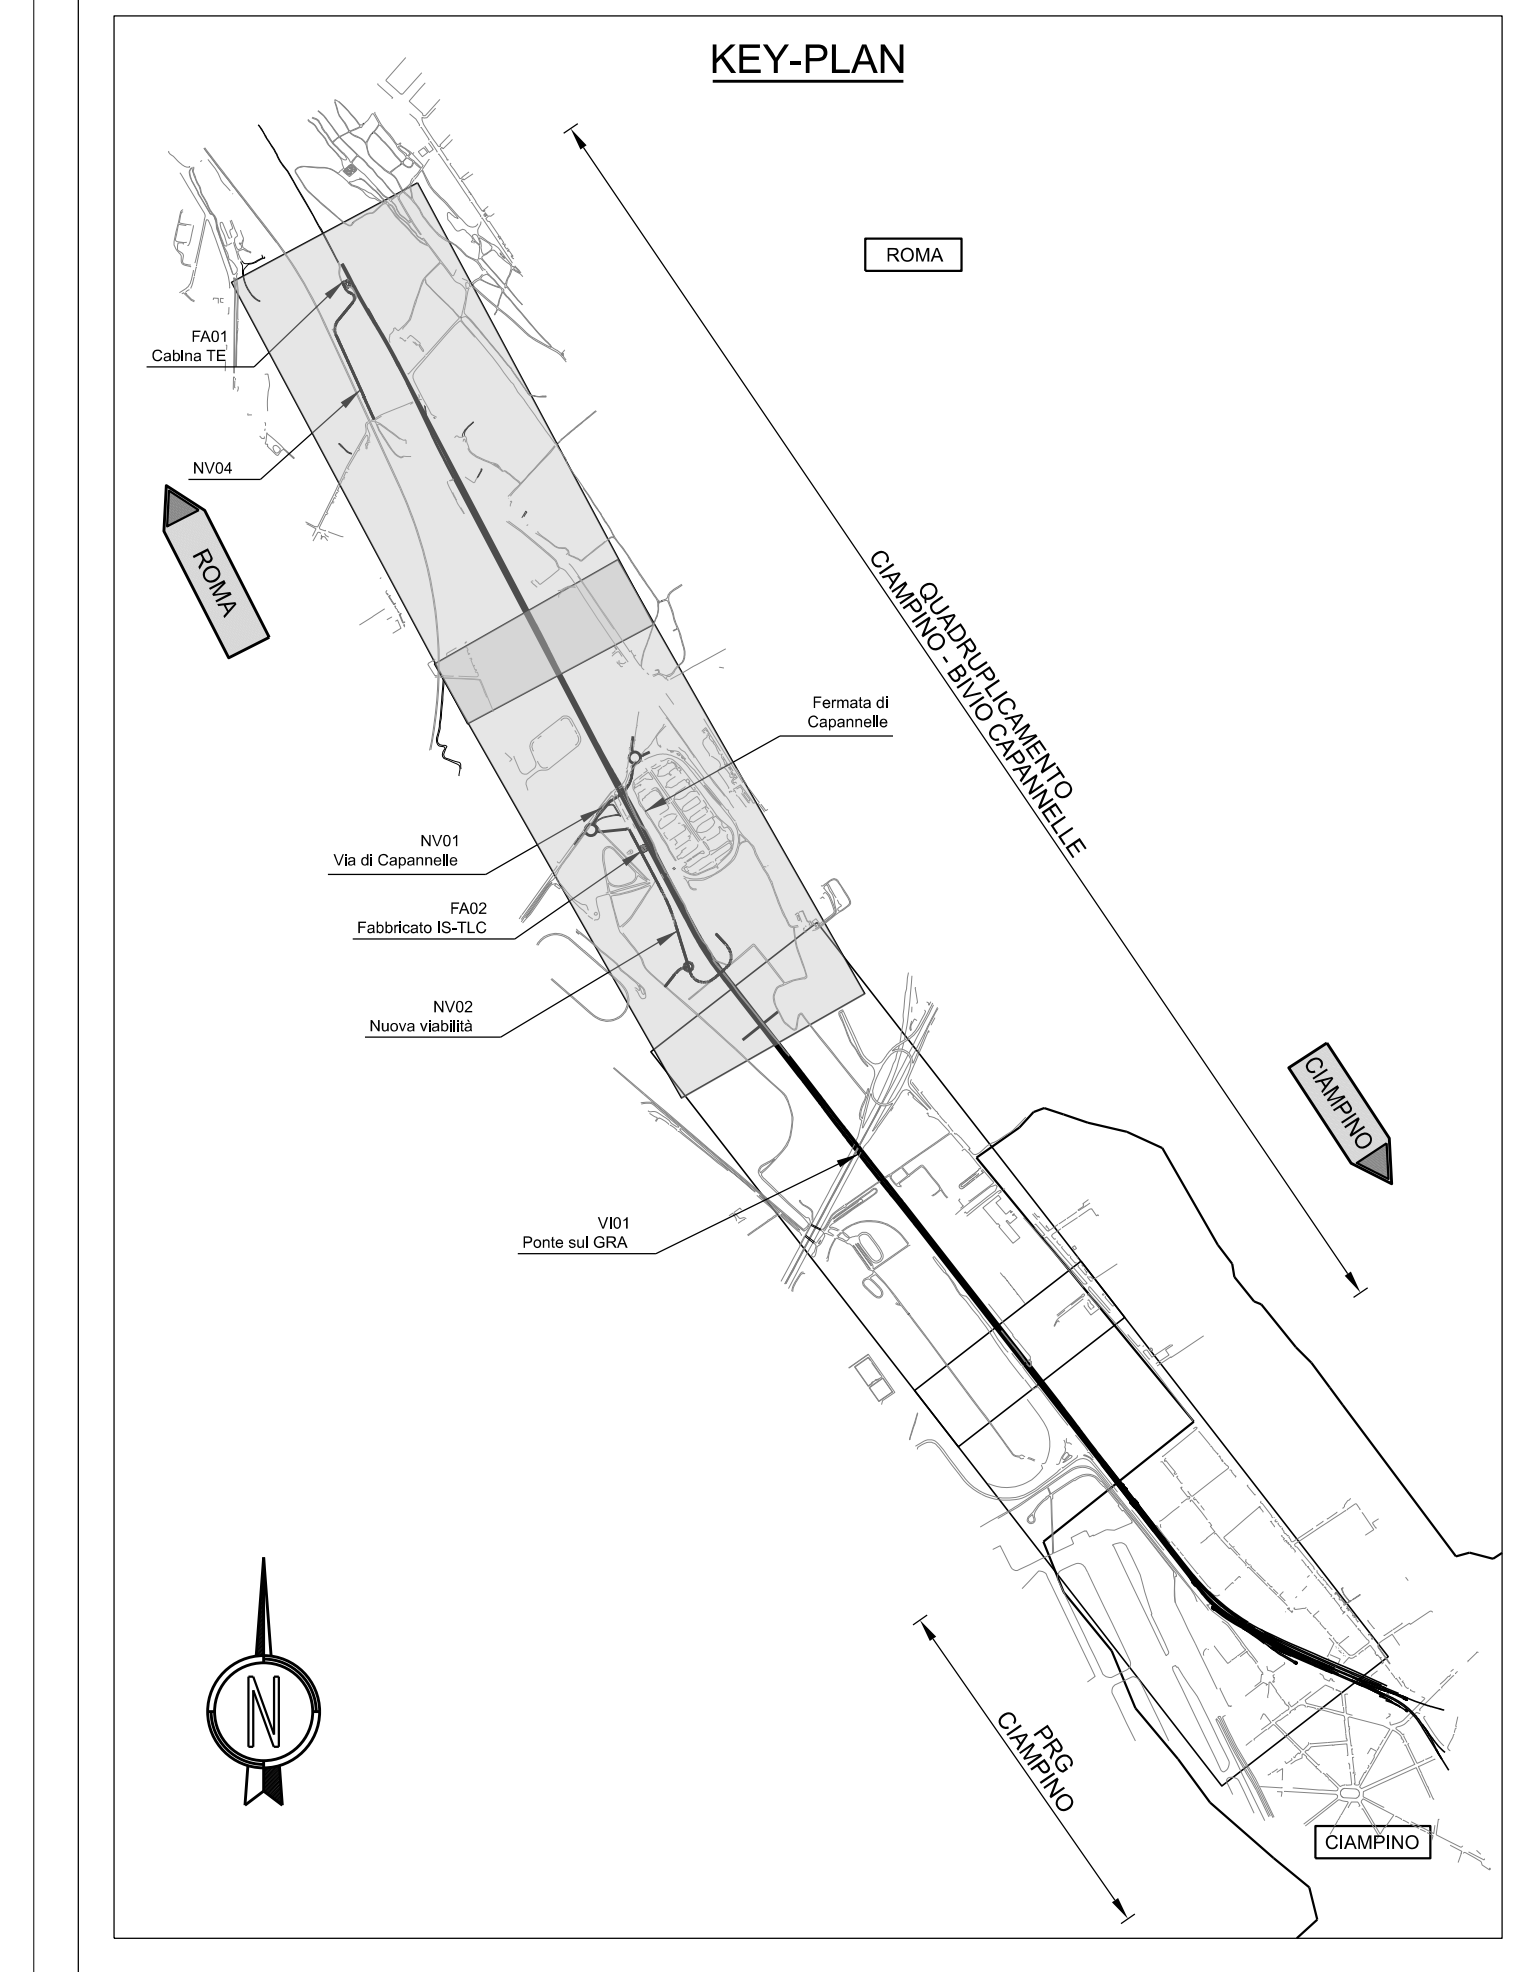 KEY-PLAN
ROMA
FA01
Cabina TE
NV04
ROMA
QUADRUPLICAMENTO
CIAMPINO - BIVIO CAPANNELLE
Fermata di
Capannelle
NV01
Via di Capannelle
FA02
Fabbricato IS-TLC
NV02
Nuova viabilità
CIAMPINO
VI01
Ponte sul GRA
N
PRG
CIAMPINO
CIAMPINO